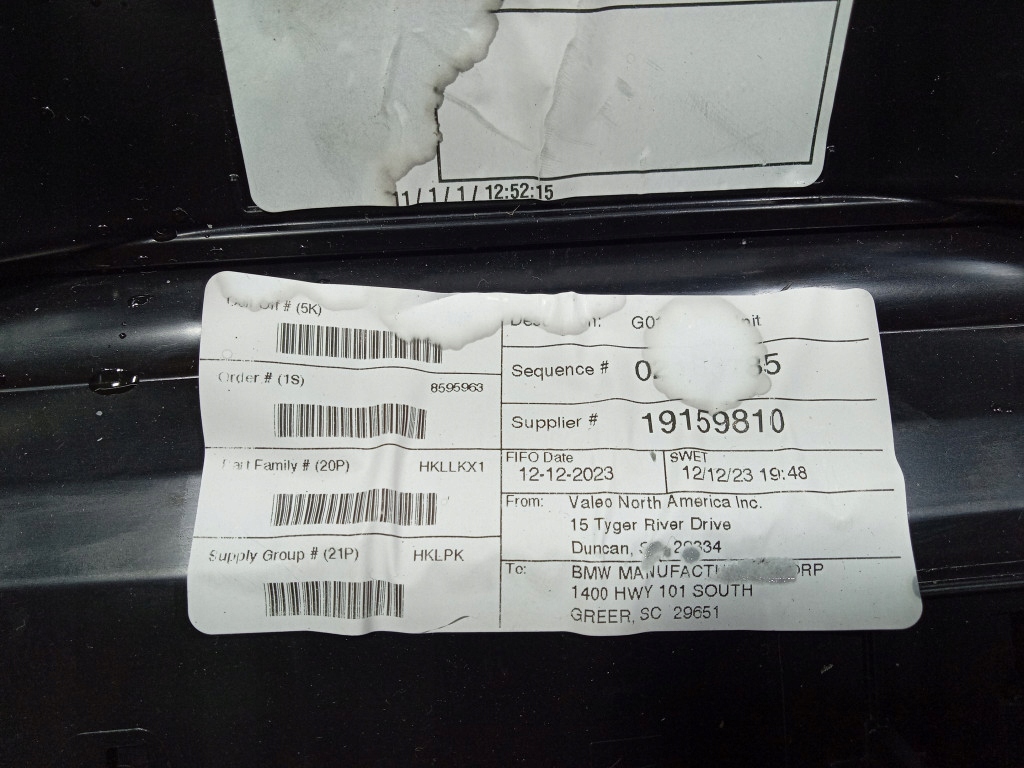 11/ 1/ 1/ 12:52:15
# (5K)
Order # (1S)
8595963
Part Family # (20P) HKLLKX1
Supply Group # (21P) HKLPK
Sequence #
Supplier # 19159810
FIFO Date
12-12-2023
SWET
12/12/23 19:48
From: Valeo North America Inc.
15 Tyger River Drive
Duncan,
To: BMW
1400 HWY 101 SOUTH
GREER, SC 29651